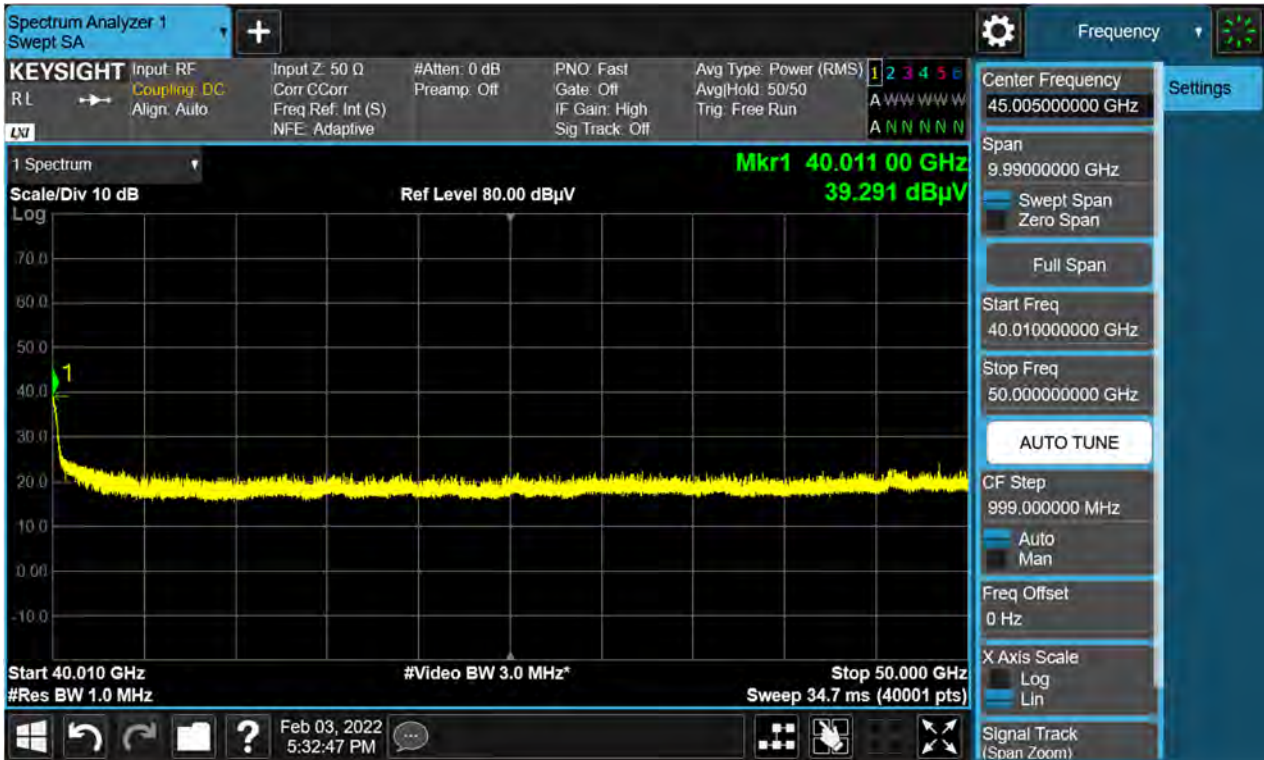 Spectrum Analyzer 1
Swept SA
+
Frequency
KEYSIGHT
RL
LXI
Input: RF
Coupling: DC
Align: Auto
Input Z: 50 Ω
Corr CCorr
Freq Ref: Int (S)
NFE: Adaptive
#Atten: 0 dB
Preamp: Off
PNO: Fast
Gate: Off
IF Gain: High
Sig Track: Off
Avg Type: Power (RMS)
Avg|Hold: 50/50
Trig: Free Run
1 2 3 4 5 6
A W W W W W
A N N N N N
1 Spectrum
Scale/Div 10 dB
Ref Level 80.00 dBµV
Mkr1 40.011 00 GHz
39.291 dBµV
Log
70.0
60.0
50.0
40.0
30.0
20.0
10.0
0.00
-10.0
1
Start 40.010 GHz
#Res BW 1.0 MHz
#Video BW 3.0 MHz*
Stop 50.000 GHz
Sweep 34.7 ms (40001 pts)
Center Frequency
45.005000000 GHz
Settings
Span
9.99000000 GHz
Swept Span
Zero Span
Full Span
Start Freq
40.010000000 GHz
Stop Freq
50.000000000 GHz
AUTO TUNE
CF Step
999.000000 MHz
Auto
Man
Freq Offset
0 Hz
X Axis Scale
Log
Lin
Signal Track
(Span Zoom)
?
Feb 03, 2022
5:32:47 PM